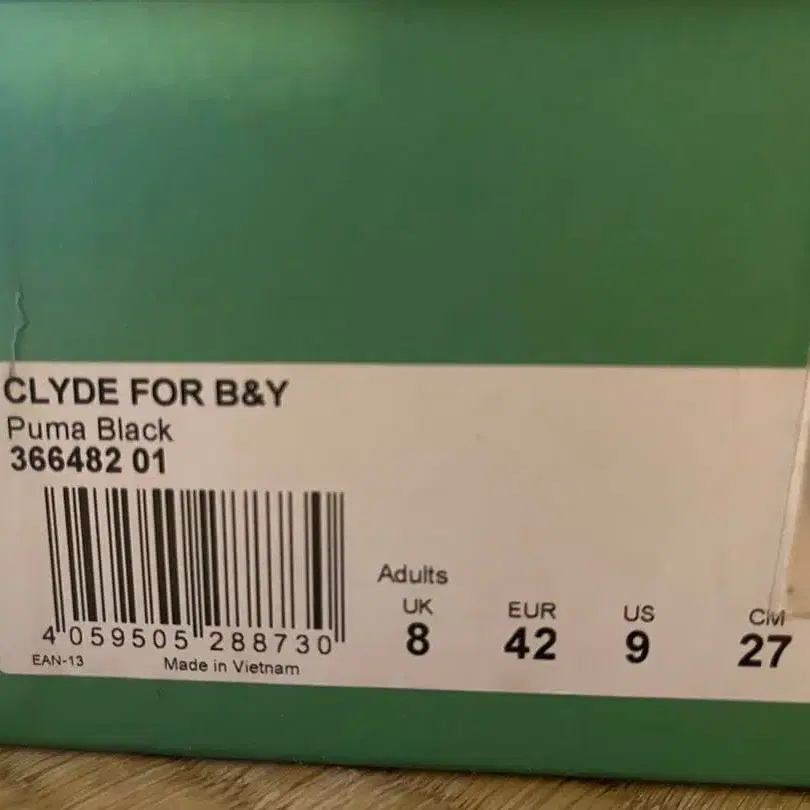 CLYDE FOR B&Y
Puma Black
366482 01
4 059505 288730
EAN-13 Made in Vietnam
Adults
UK EUR US CM
8 42 9 27